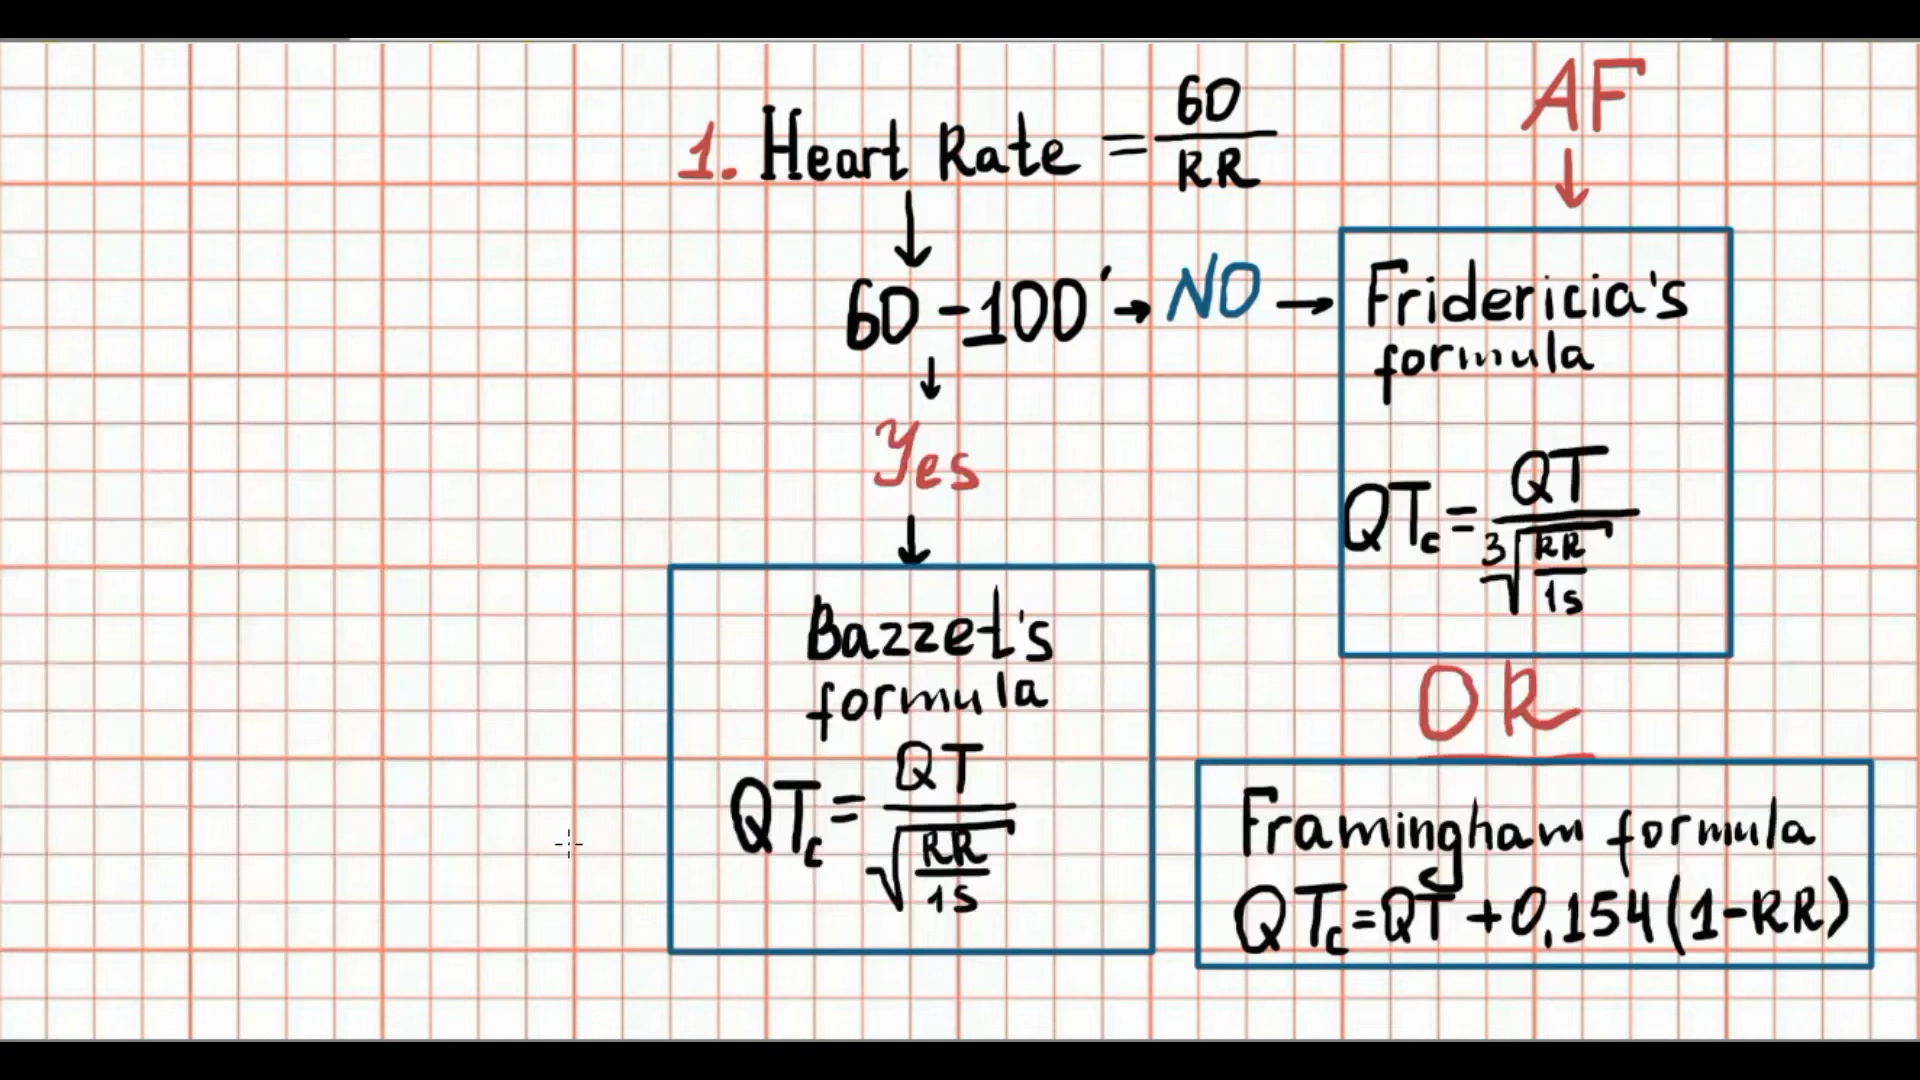 1. Heart Rate = 60/RR
60-100' → NO →
Yes
Bazzet's
formula
QTc = QT/√(RR/1s)
AF
Fridericia's
formula
QTc = QT/³√(RR/1s)
OR
Framingham formula
QTc=QT+0,154(1-RR)